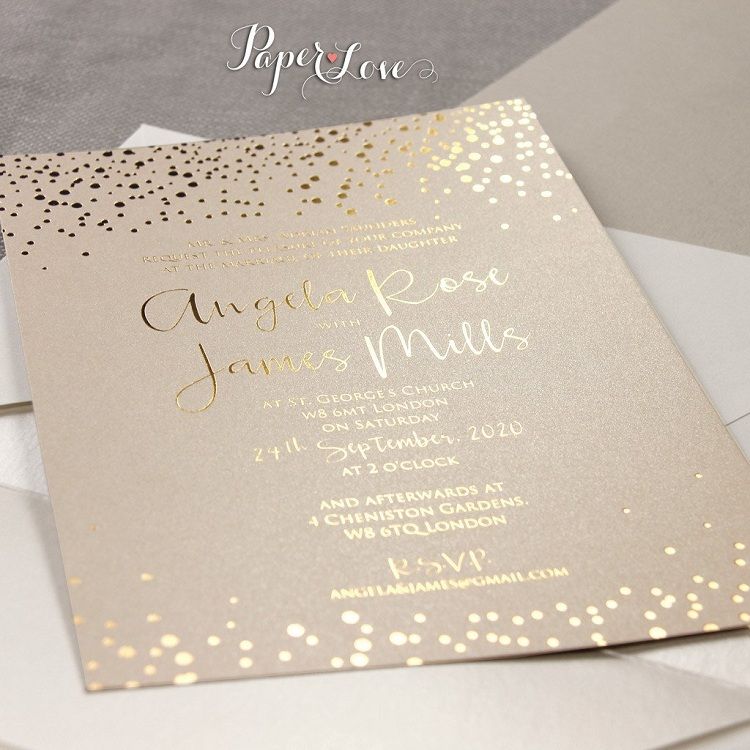 Paper Love
Mr. & Mrs. Saunders
Request the pleasure of your company
at the marriage of their daughter
Angela Rose
with
James Mills
at St. George's Church
W8 6MT London
on Saturday
24th September, 2020
at 2 o'clock
and afterwards at
4 Cheniston Gardens,
W8 6TQ London
R.S.V.P.
angela&james@gmail.com